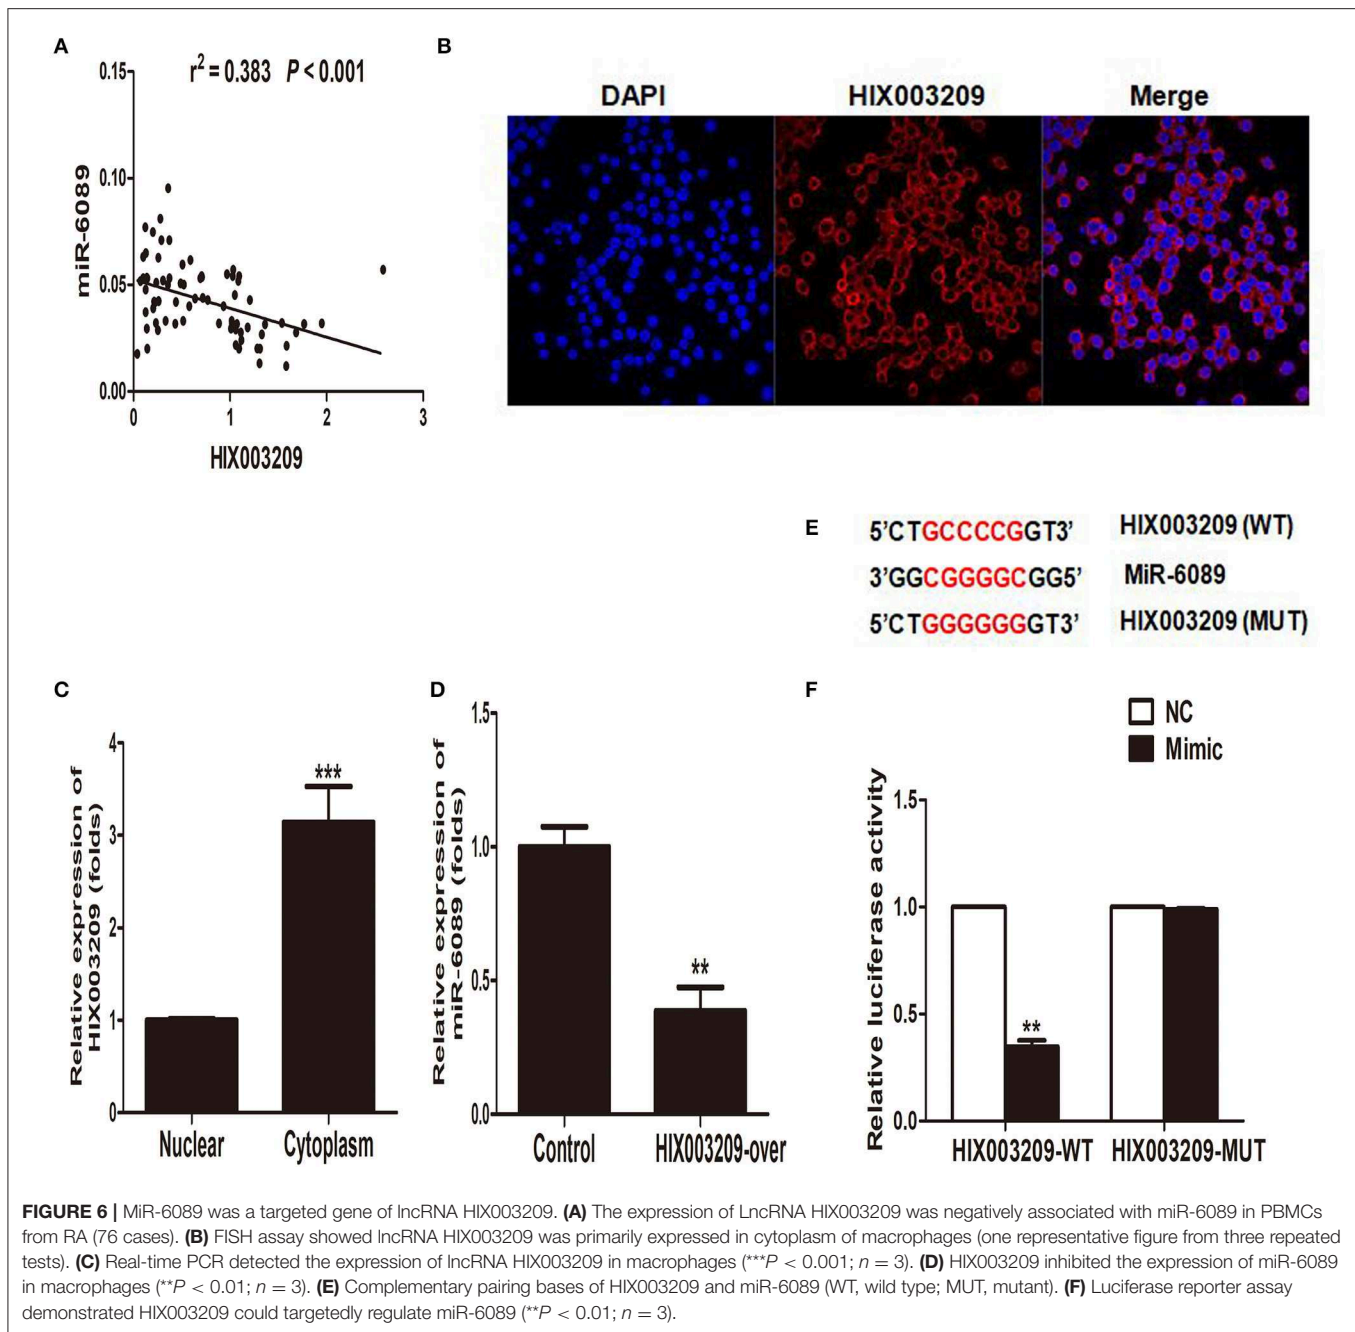 A
r² = 0.383 P < 0.001
0.15
0.10
0.05
0.00
miR-6089
0
1
2
3
HIX003209
B
DAPI
HIX003209
Merge
E
5'CTGCCCCGGT3' HIX003209 (WT)
3'GGCGGGGCGG5' MiR-6089
5'CTGGGGGGGT3' HIX003209 (MUT)
C
Relative expression of
HIX003209 (folds)
4
3
2
1
0
***
Nuclear
Cytoplasm
D
Relative expression of
miR-6089 (folds)
1.5
1.0
0.5
0.0
**
Control
HIX003209-over
F
NC
Mimic
Relative luciferase activity
1.5
1.0
0.5
0.0
**
HIX003209-WT
HIX003209-MUT
FIGURE 6 | MiR-6089 was a targeted gene of lncRNA HIX003209. (A) The expression of LncRNA HIX003209 was negatively associated with miR-6089 in PBMCs
from RA (76 cases). (B) FISH assay showed lncRNA HIX003209 was primarily expressed in cytoplasm of macrophages (one representative figure from three repeated
tests). (C) Real-time PCR detected the expression of lncRNA HIX003209 in macrophages (***P < 0.001; n = 3). (D) HIX003209 inhibited the expression of miR-6089
in macrophages (**P < 0.01; n = 3). (E) Complementary pairing bases of HIX003209 and miR-6089 (WT, wild type; MUT, mutant). (F) Luciferase reporter assay
demonstrated HIX003209 could targetedly regulate miR-6089 (**P < 0.01; n = 3).